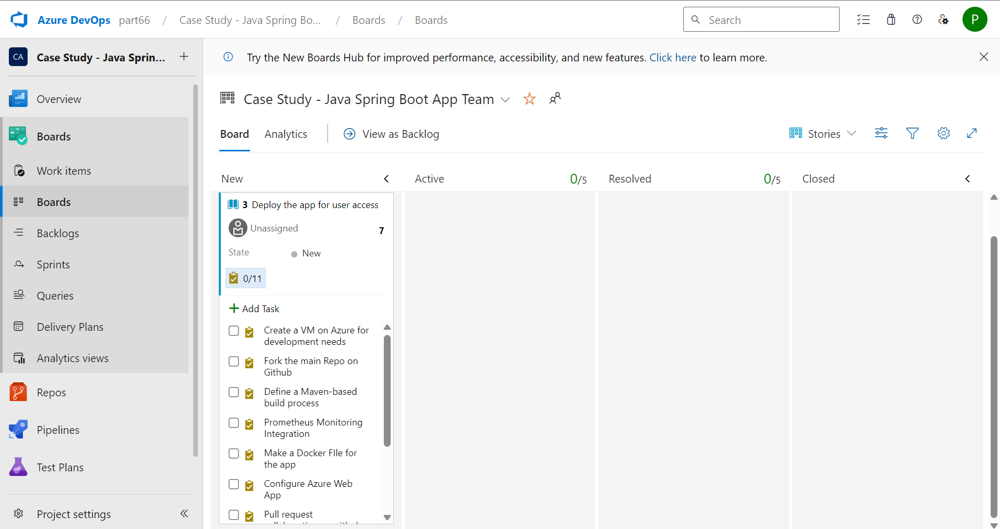 Azure DevOps part66 / Case Study - Java Spring Bo... / Boards / Boards
Search
P
CA Case Study - Java Sprin...
Overview
Boards
Work items
Boards
Backlogs
Sprints
Queries
Delivery Plans
Analytics views
Repos
Pipelines
Test Plans
Project settings
Try the New Boards Hub for improved performance, accessibility, and new features. Click here to learn more.
Case Study - Java Spring Boot App Team
Board Analytics View as Backlog Stories
New Active 0/5 Resolved 0/5 Closed
3 Deploy the app for user access
Unassigned 7
State New
0/11
Add Task
Create a VM on Azure for
development needs
Fork the main Repo on
Github
Define a Maven-based
build process
Prometheus Monitoring
Integration
Make a Docker FIle for
the app
Configure Azure Web
App
Pull request